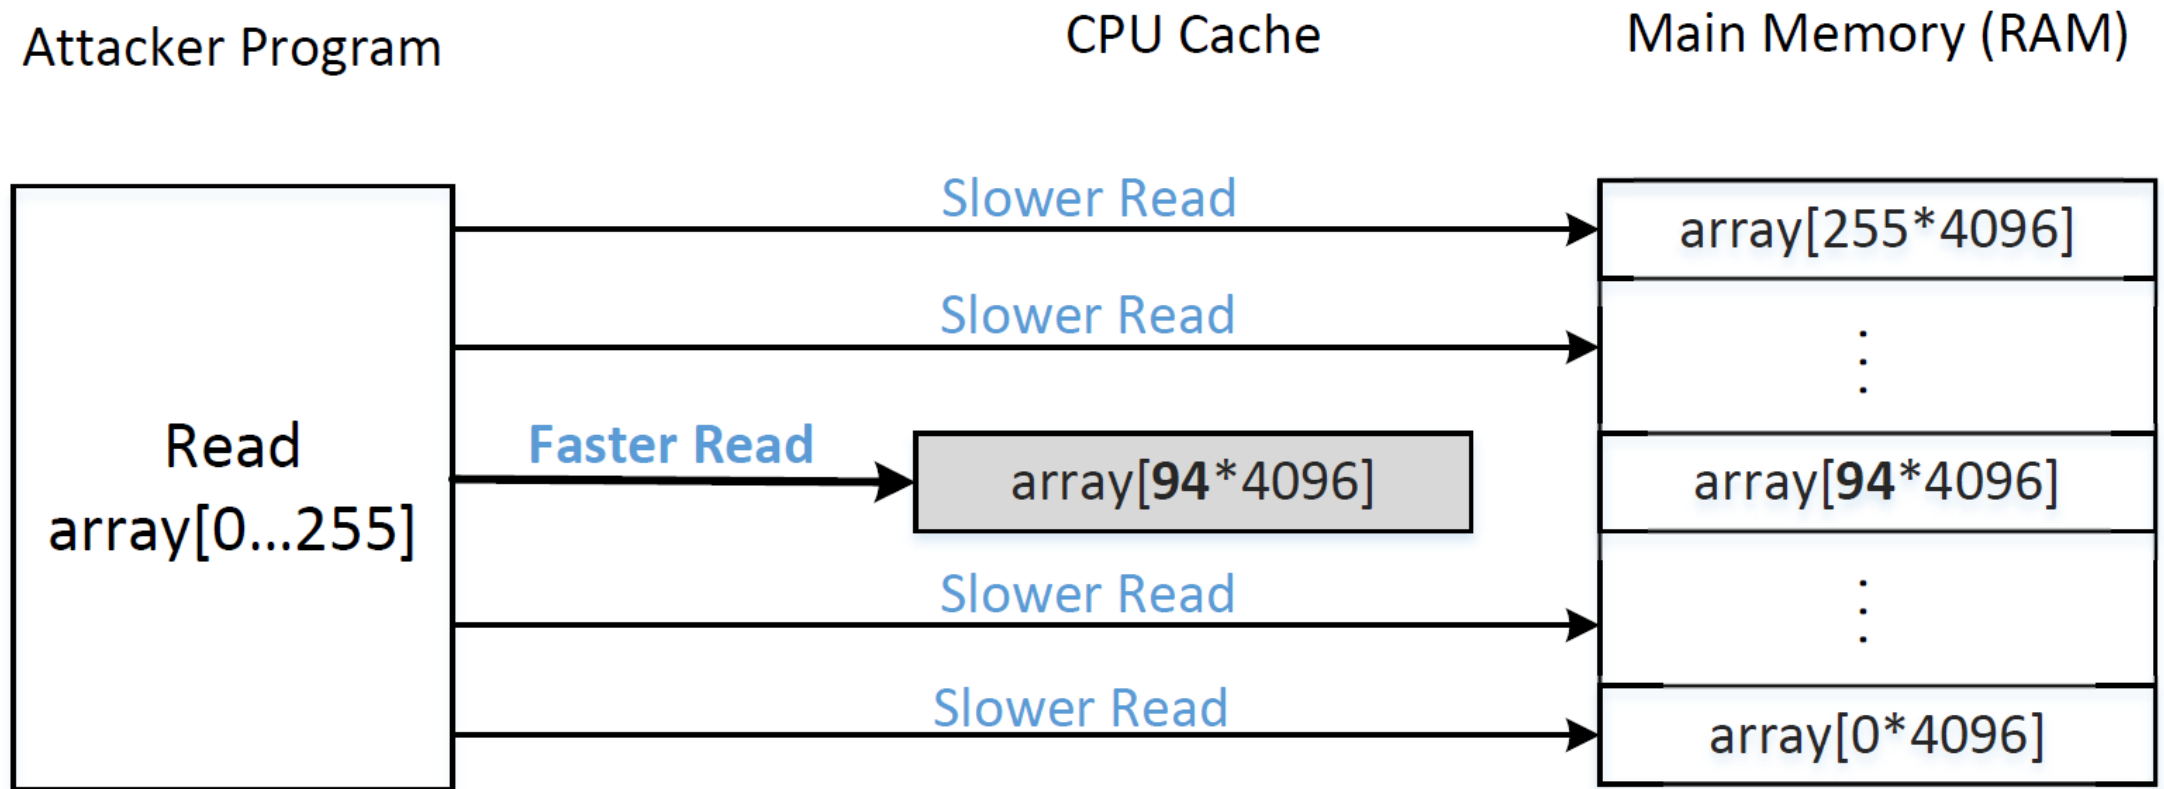 Attacker Program
CPU Cache
Main Memory (RAM)
Slower Read
array[255*4096]
Slower Read
⋮
Read
array[0...255]
Faster Read
array[94*4096]
array[94*4096]
Slower Read
⋮
Slower Read
array[0*4096]